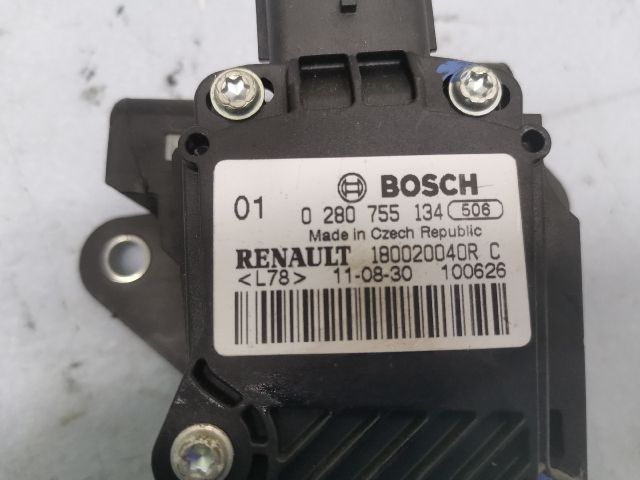 BOSCH
01 0 280 755 134 506
Made in Czech Republic
RENAULT 180020040R C
<L78> 11-08-30 100626